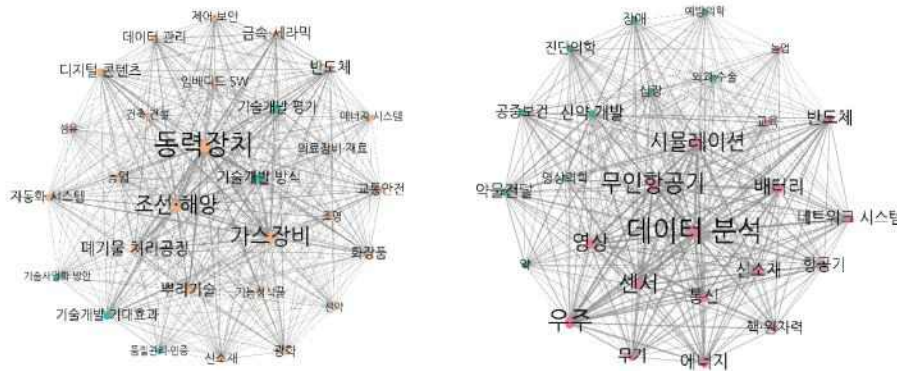 제어·보안
데이터 관리
금속·세라믹
디지털 콘텐츠
임베디드 SW
반도체
건축·건설
기술개발 평가
에너지 시스템
섬유
동력장치
의료장비·재료
농업
기술개발 방식
자동화 시스템
교통안전
조선·해양
조명
가스장비
폐기물 처리공정
화장품
기술사업화 방안
뿌리기술
기능성식품
기술개발 기대효과
신약
품질관리·인증
신소재
광학
장애
예방의학
진단의학
농업
외과·수술
심장
공중보건
신약 개발
교육
반도체
시뮬레이션
영상의학
약물전달
무인항공기
배터리
네트워크 시스템
데이터 분석
영상
암
신소재
항공기
센서
통신
우주
핵·원자력
무기
에너지